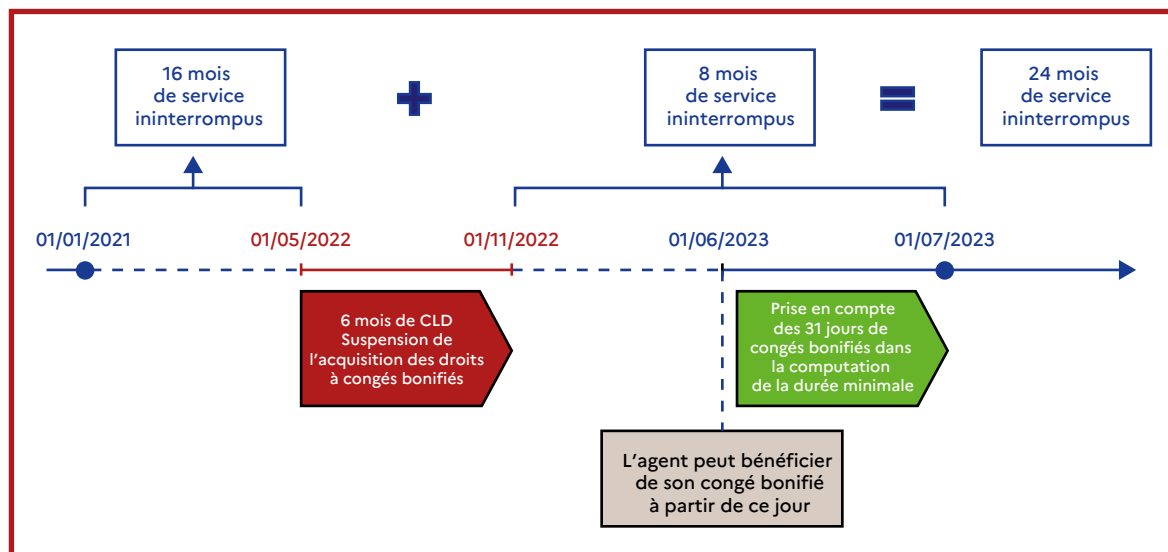 16 mois
de service
ininterrompus
8 mois
de service
ininterrompus
24 mois
de service
ininterrompus
01/01/2021
01/05/2022
01/11/2022
01/06/2023
01/07/2023
6 mois de CLD
Suspension de
l'acquisition des droits
à congés bonifiés
Prise en compte
des 31 jours de
congés bonifiés dans
la computation
de la durée minimale
L'agent peut bénéficier
de son congé bonifié
à partir de ce jour